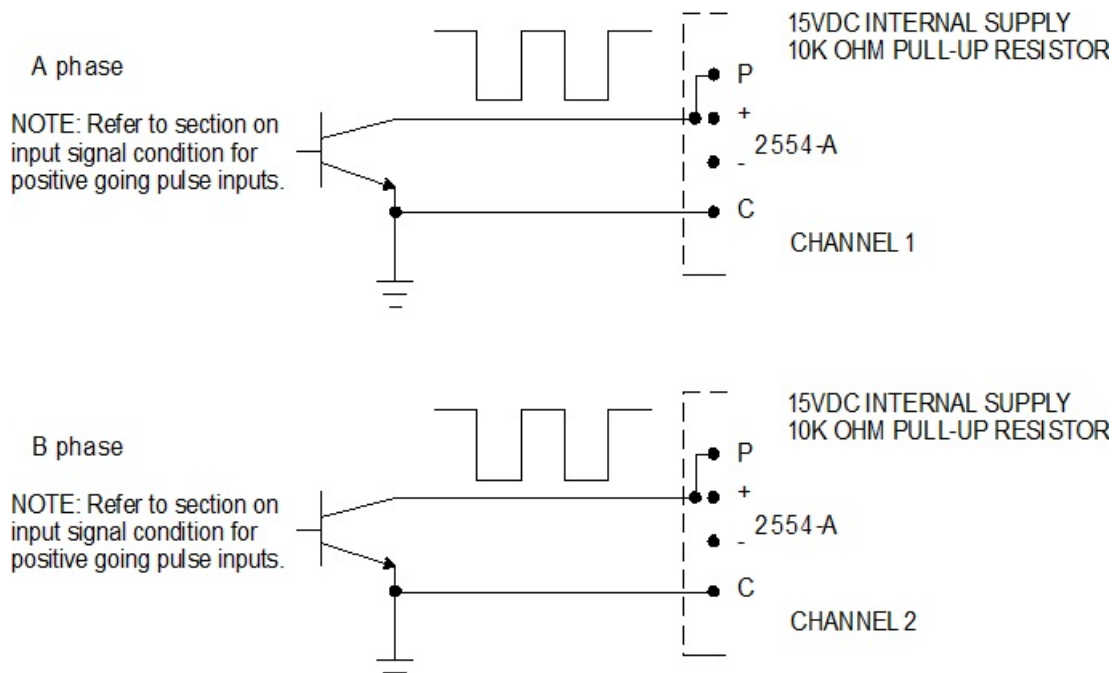 15VDC INTERNAL SUPPLY
10K OHM PULL-UP RESISTOR
A phase
P
NOTE: Refer to section on
input signal condition for
positive going pulse inputs.
+
- 2554-A
C
CHANNEL 1
15VDC INTERNAL SUPPLY
10K OHM PULL-UP RESISTOR
B phase
P
NOTE: Refer to section on
input signal condition for
positive going pulse inputs.
+
- 2554-A
C
CHANNEL 2